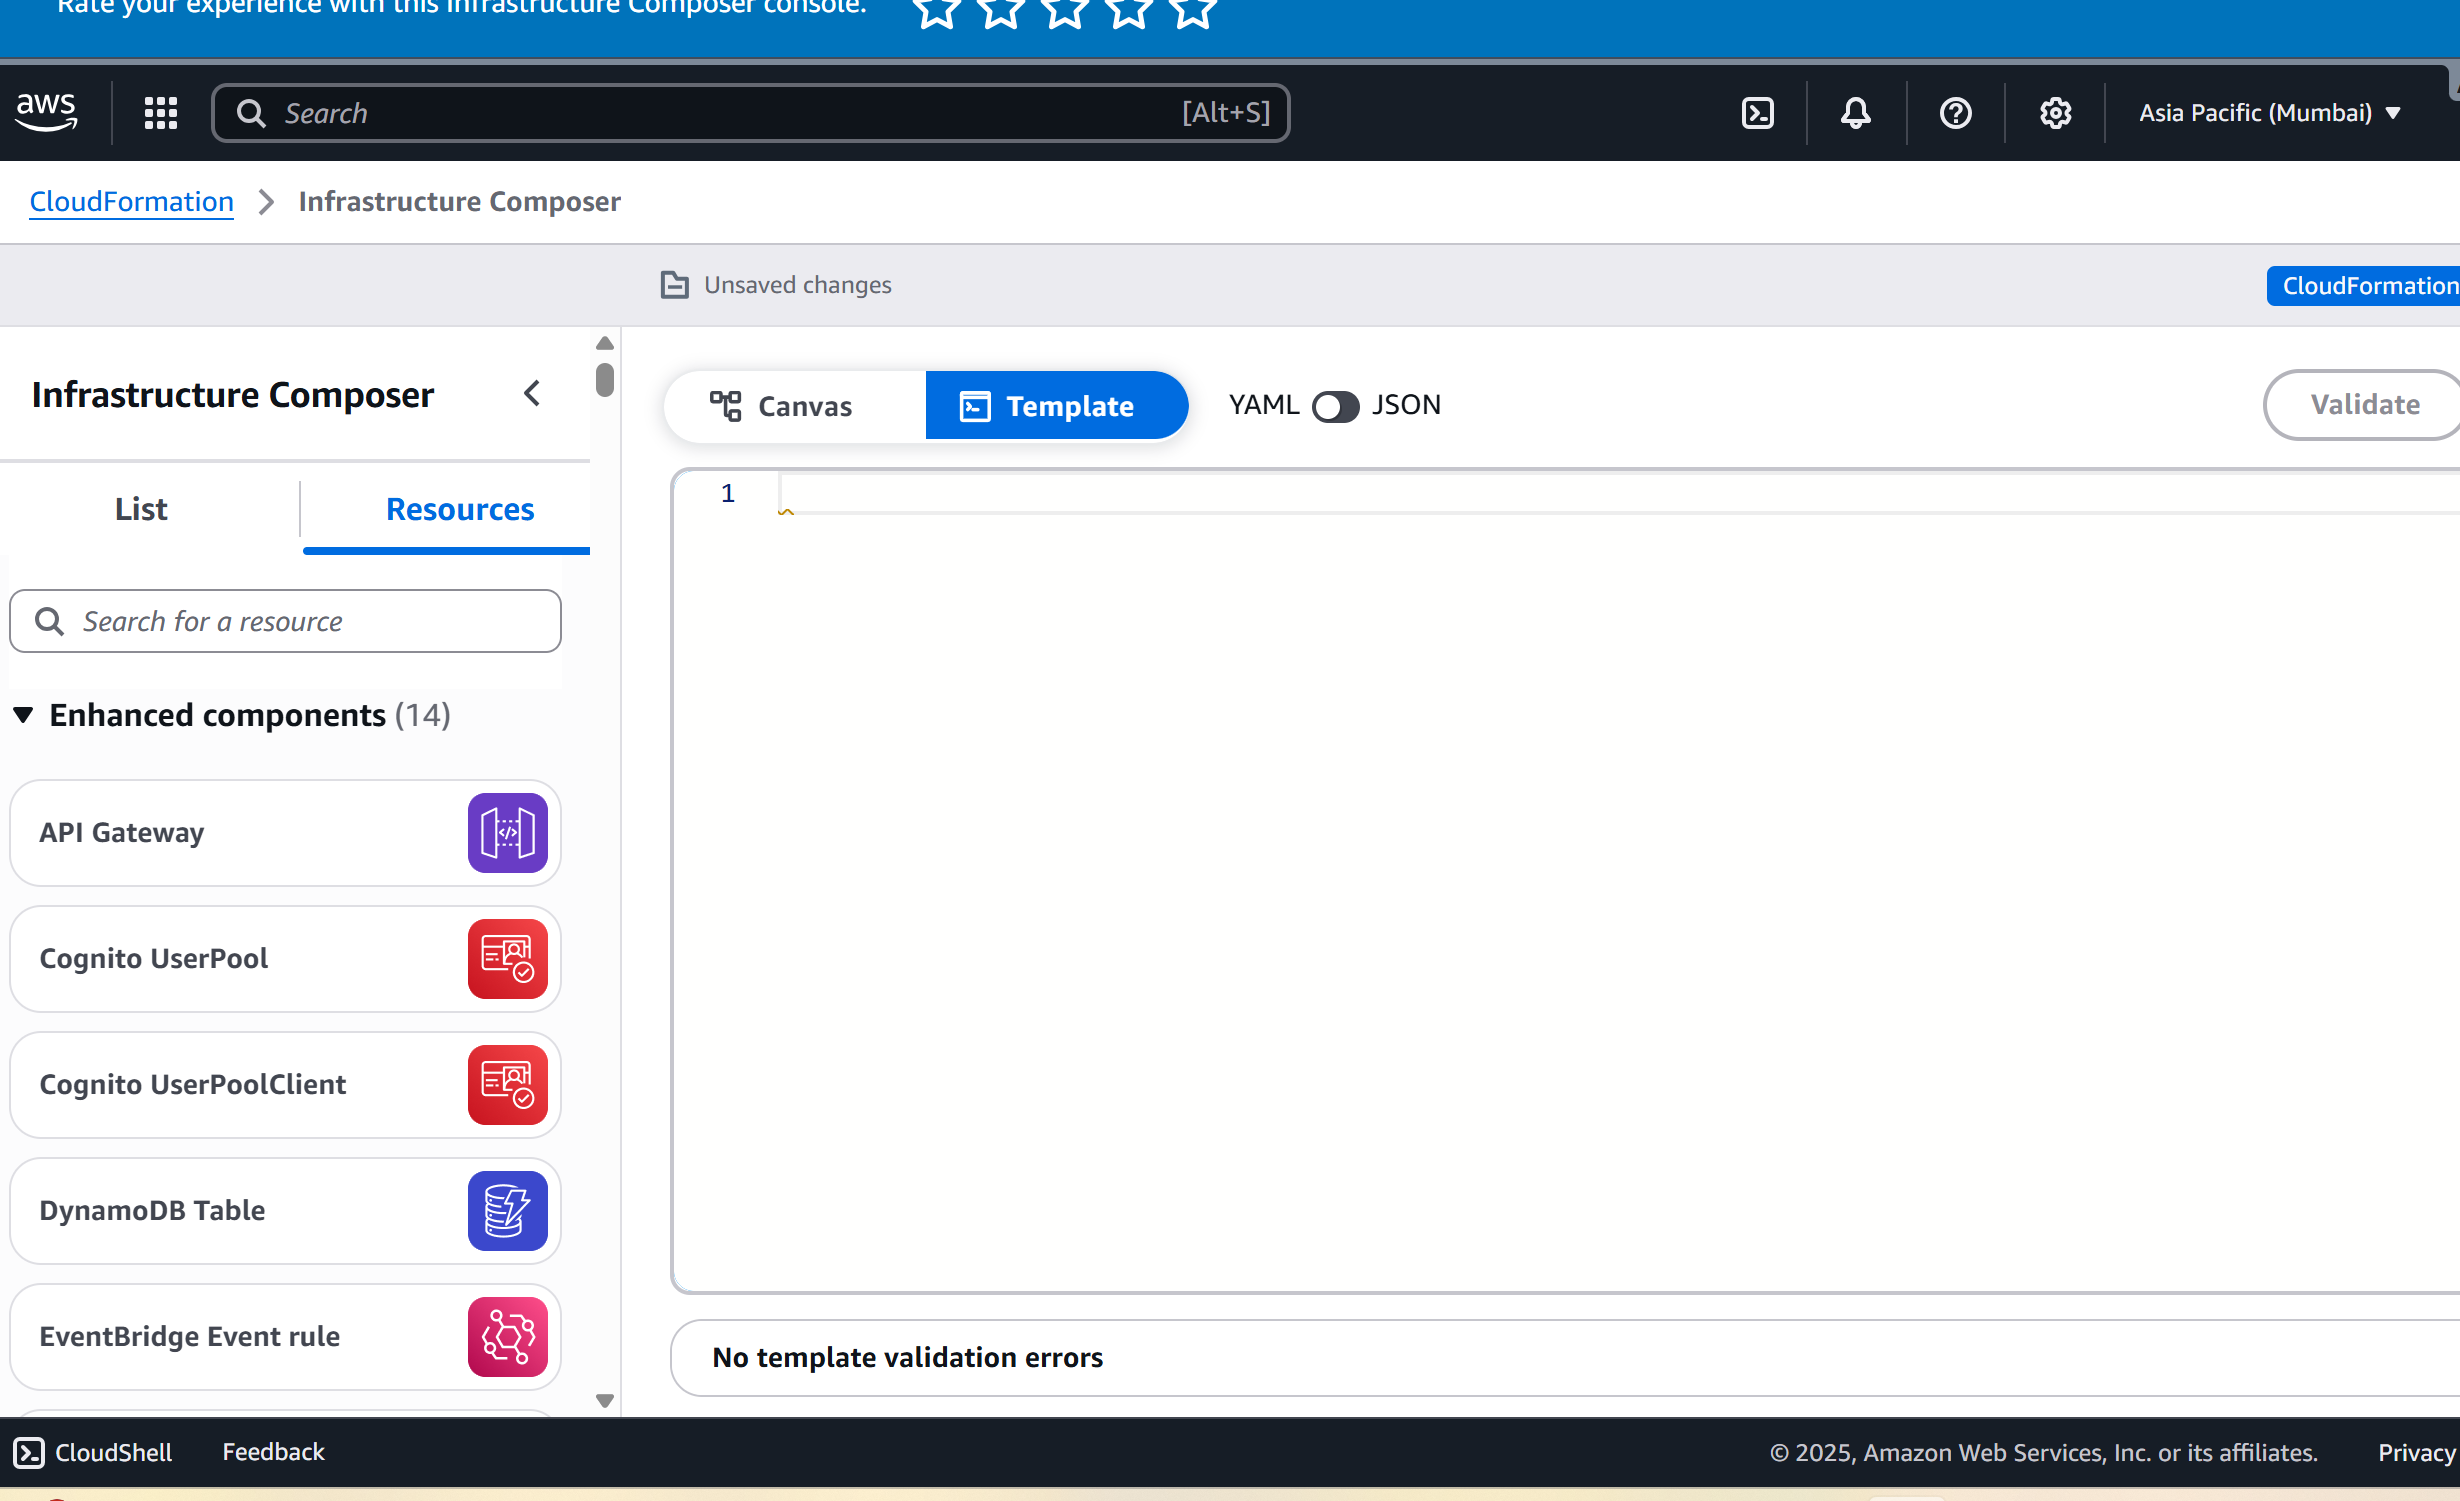 Rate your experience with this Infrastructure Composer console.
aws
Search [Alt+S]
Asia Pacific (Mumbai)
CloudFormation > Infrastructure Composer
Unsaved changes
CloudFormation
Infrastructure Composer
Canvas
Template
YAML
JSON
Validate
List
Resources
1
Search for a resource
Enhanced components (14)
API Gateway
Cognito UserPool
Cognito UserPoolClient
DynamoDB Table
EventBridge Event rule
No template validation errors
CloudShell
Feedback
© 2025, Amazon Web Services, Inc. or its affiliates.
Privacy